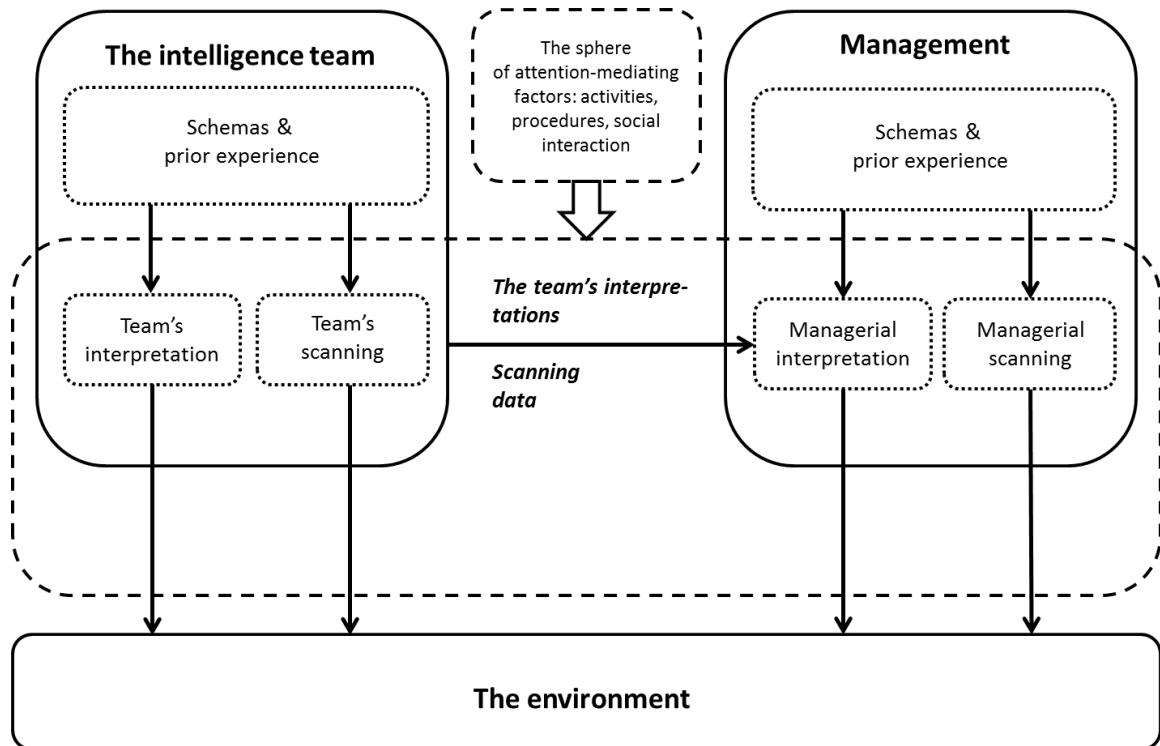 The intelligence team
Schemas &
prior experience
Team's
interpretation
Team's
scanning
The sphere
of attention-mediating
factors: activities,
procedures, social
interaction
The team's interpre-
tations
Scanning
data
Management
Schemas &
prior experience
Managerial
interpretation
Managerial
scanning
The environment